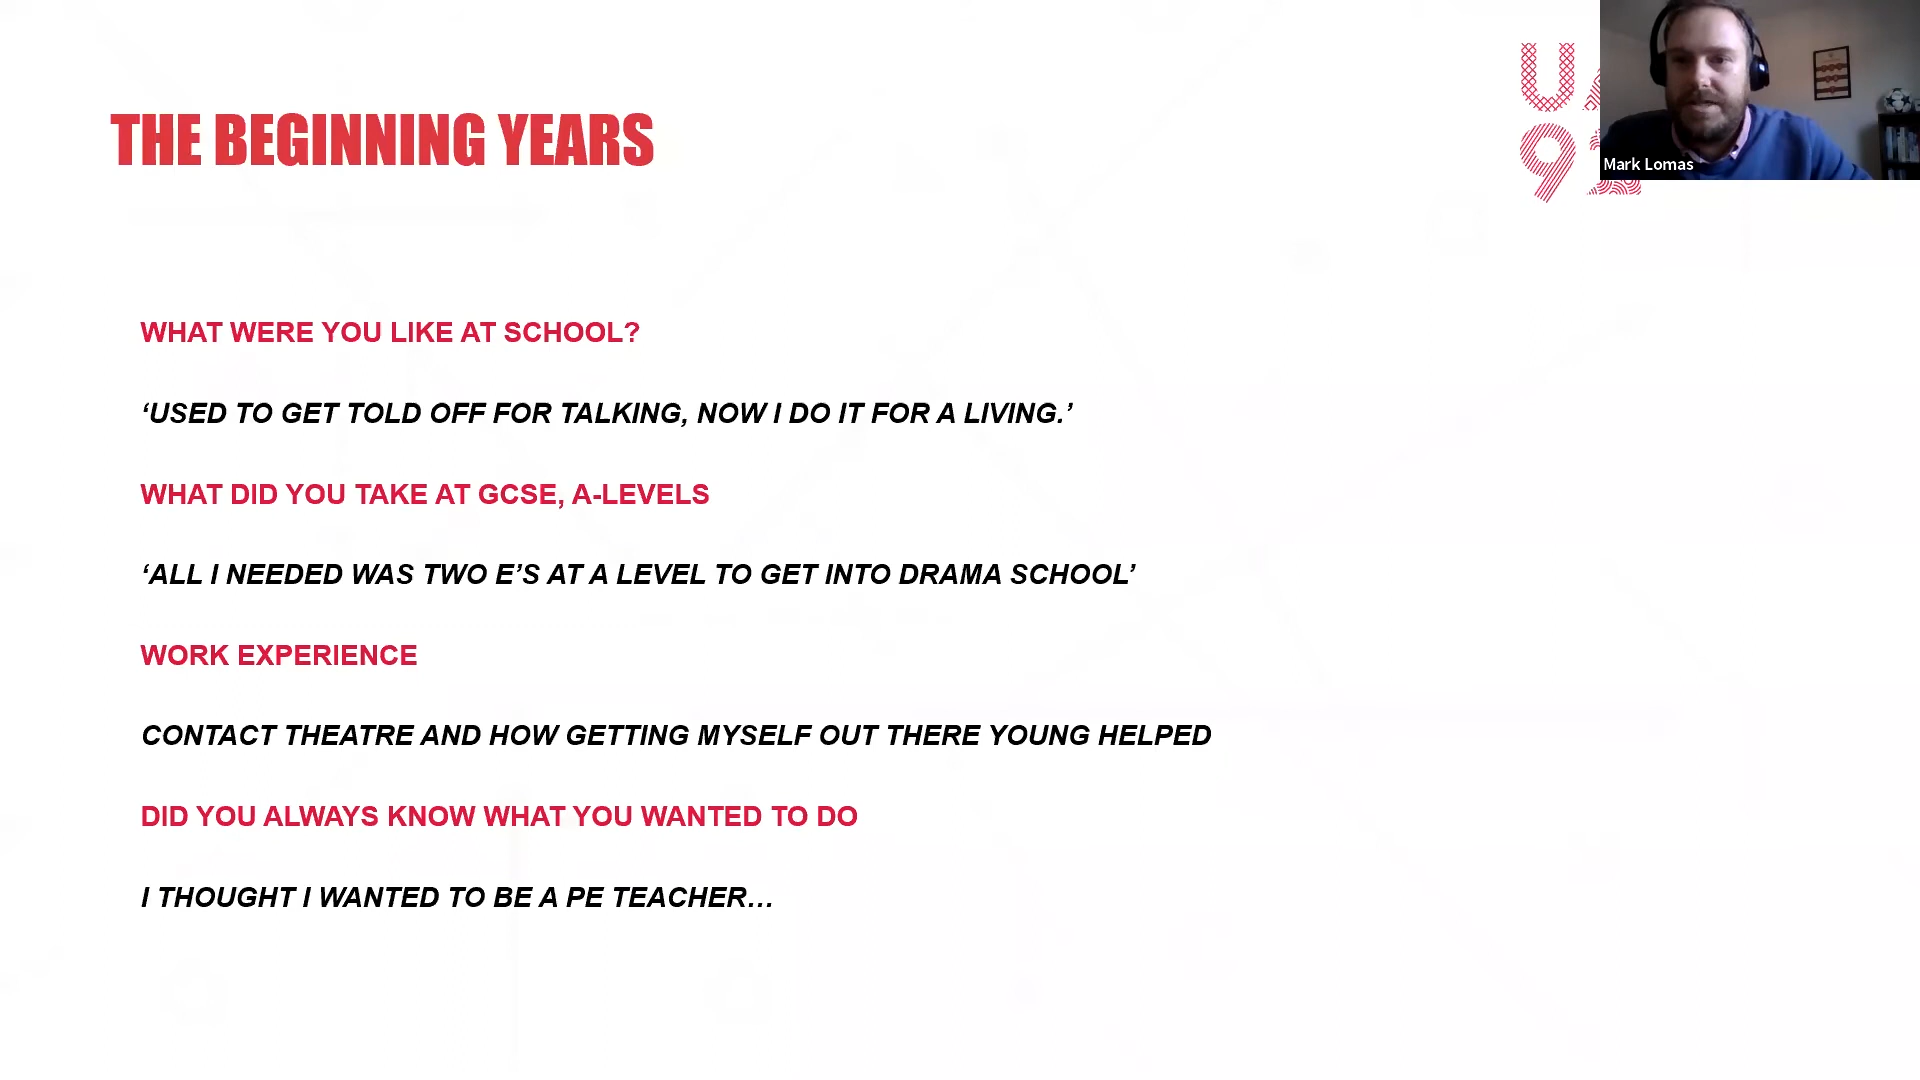 THE BEGINNING YEARS
UA
92
Mark Lomas
WHAT WERE YOU LIKE AT SCHOOL?
‘USED TO GET TOLD OFF FOR TALKING, NOW I DO IT FOR A LIVING.’
WHAT DID YOU TAKE AT GCSE, A-LEVELS
‘ALL I NEEDED WAS TWO E’S AT A LEVEL TO GET INTO DRAMA SCHOOL’
WORK EXPERIENCE
CONTACT THEATRE AND HOW GETTING MYSELF OUT THERE YOUNG HELPED
DID YOU ALWAYS KNOW WHAT YOU WANTED TO DO
I THOUGHT I WANTED TO BE A PE TEACHER…